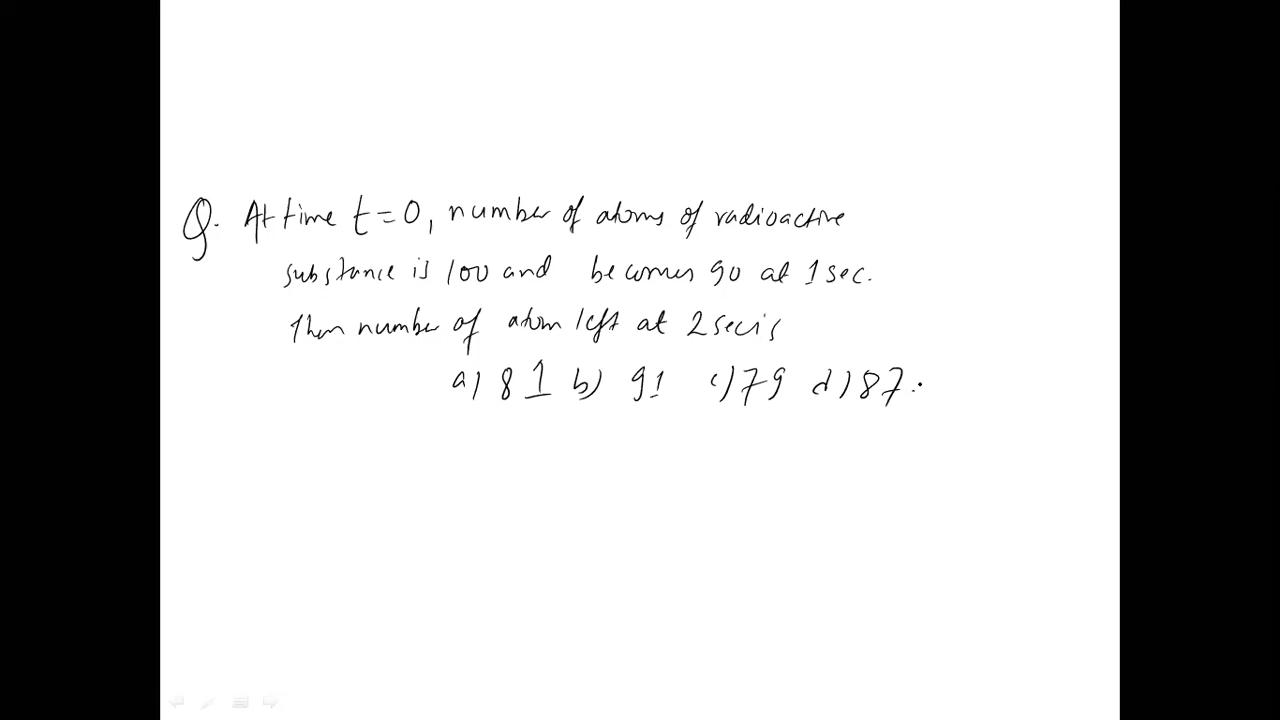 Q. At time t=0, number of atoms of radioactive
substance is 100 and becomes 90 at 1 sec.
Then number of atom left at 2 sec is
a) 81 b) 91 c) 79 d) 87.